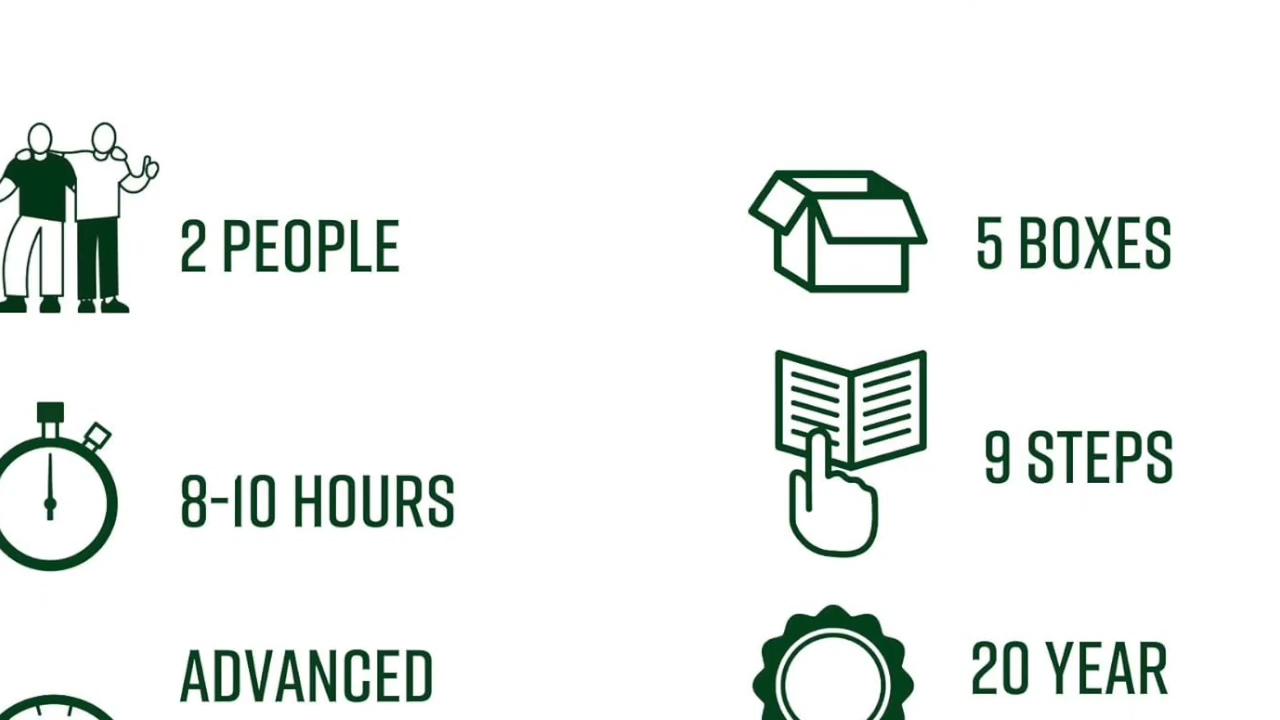 2 PEOPLE
5 BOXES
8-10 HOURS
9 STEPS
ADVANCED
20 YEAR